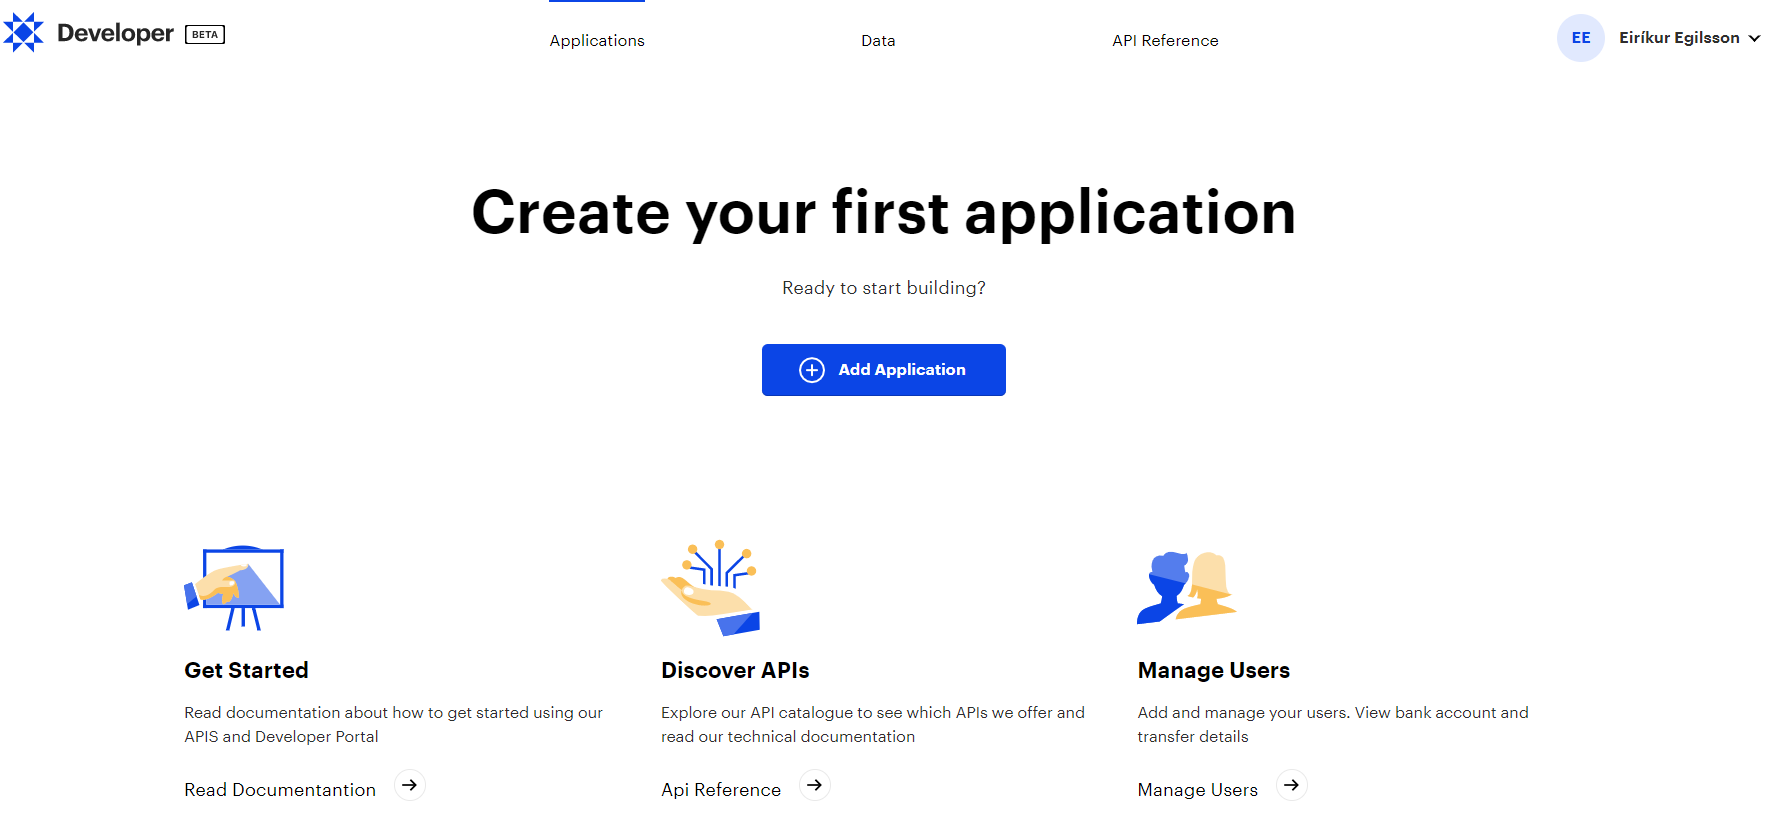 Developer BETA
Applications
Data
API Reference
EE Eiríkur Egilsson
Create your first application
Ready to start building?
Add Application
Get Started
Read documentation about how to get started using our
APIS and Developer Portal
Read Documentantion
Discover APIs
Explore our API catalogue to see which APIs we offer and
read our technical documentation
Api Reference
Manage Users
Add and manage your users. View bank account and
transfer details
Manage Users